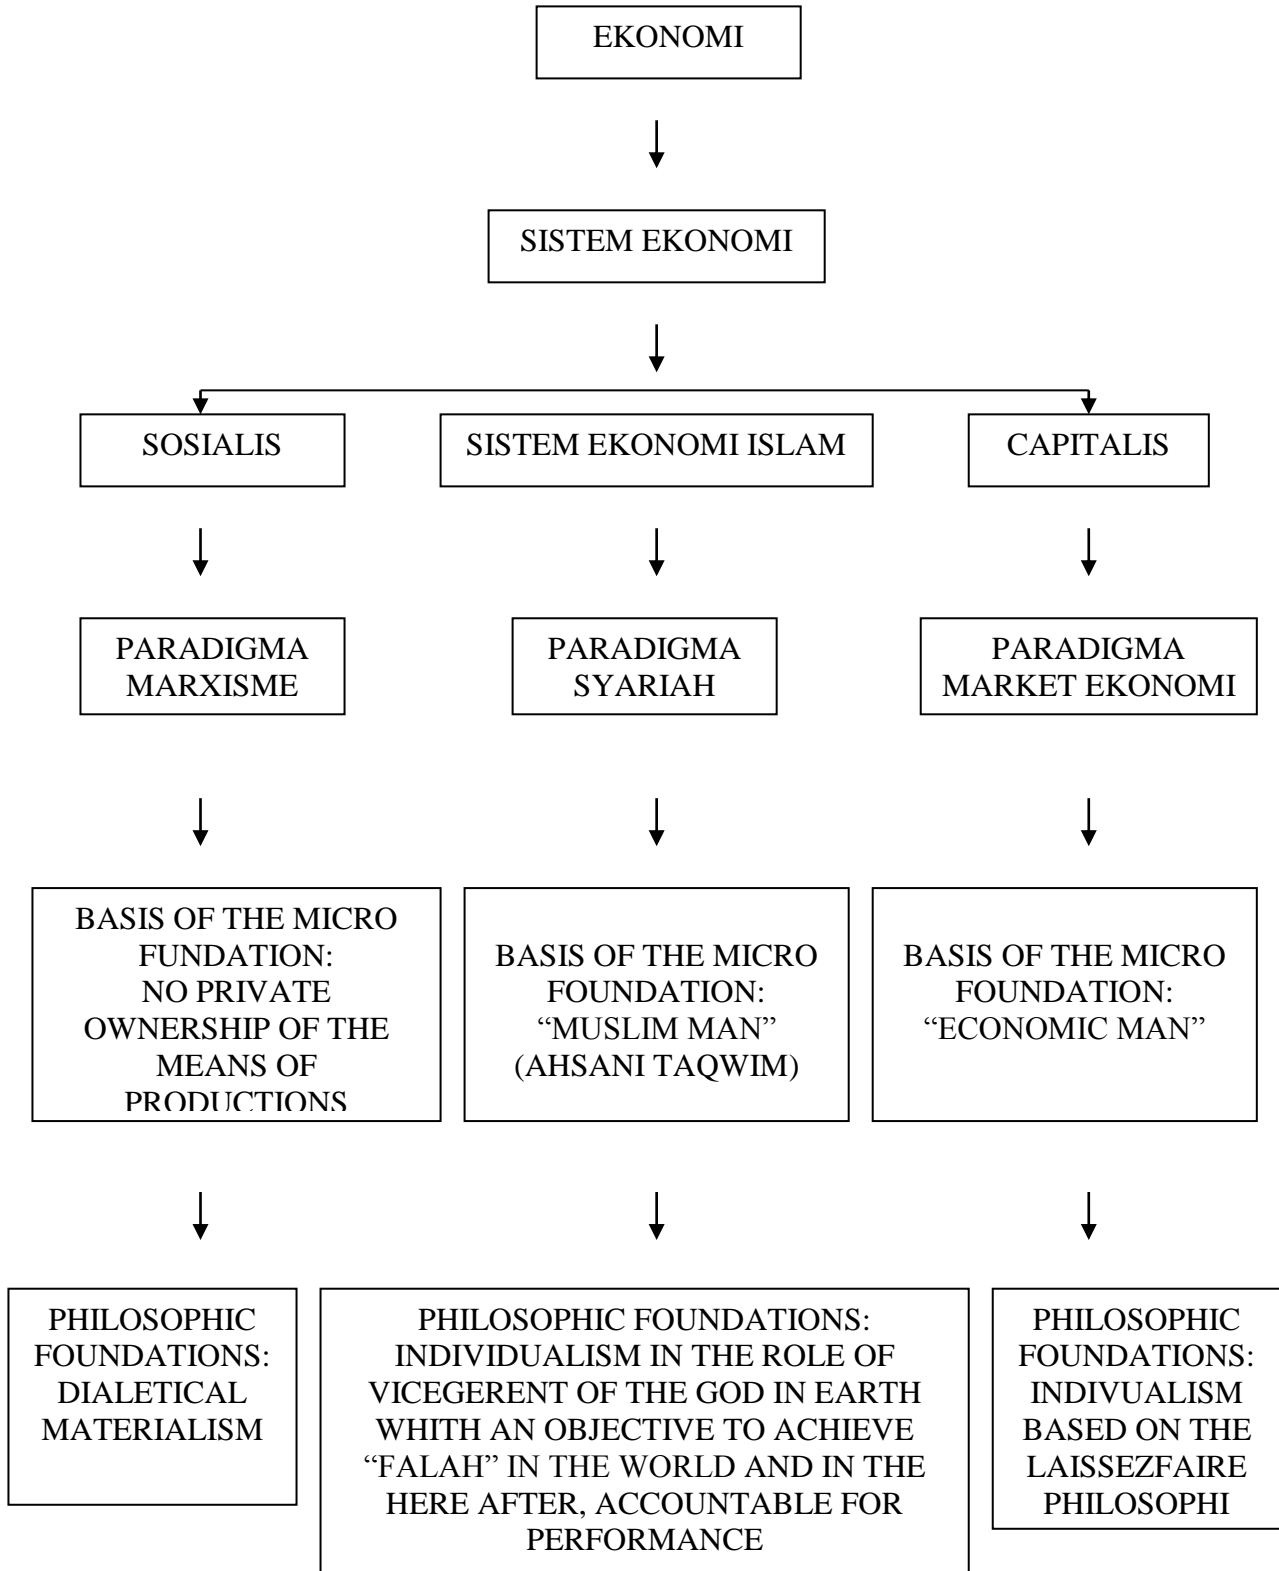 EKONOMI
SISTEM EKONOMI
SOSIALIS
SISTEM EKONOMI ISLAM
CAPITALIS
PARADIGMA
MARXISME
PARADIGMA
SYARIAH
PARADIGMA
MARKET EKONOMI
BASIS OF THE MICRO
FUNDATION:
NO PRIVATE
OWNERSHIP OF THE
MEANS OF
PRODUCTIONS
BASIS OF THE MICRO
FOUNDATION:
“MUSLIM MAN”
(AHSANI TAQWIM)
BASIS OF THE MICRO
FOUNDATION:
“ECONOMIC MAN”
PHILOSOPHIC
FOUNDATIONS:
DIALETICAL
MATERIALISM
PHILOSOPHIC FOUNDATIONS:
INDIVIDUALISM IN THE ROLE OF
VICEGERENT OF THE GOD IN EARTH
WHITH AN OBJECTIVE TO ACHIEVE
“FALAH” IN THE WORLD AND IN THE
HERE AFTER, ACCOUNTABLE FOR
PERFORMANCE
PHILOSOPHIC
FOUNDATIONS:
INDIVUALISM
BASED ON THE
LAISSEZFAIRE
PHILOSOPHI